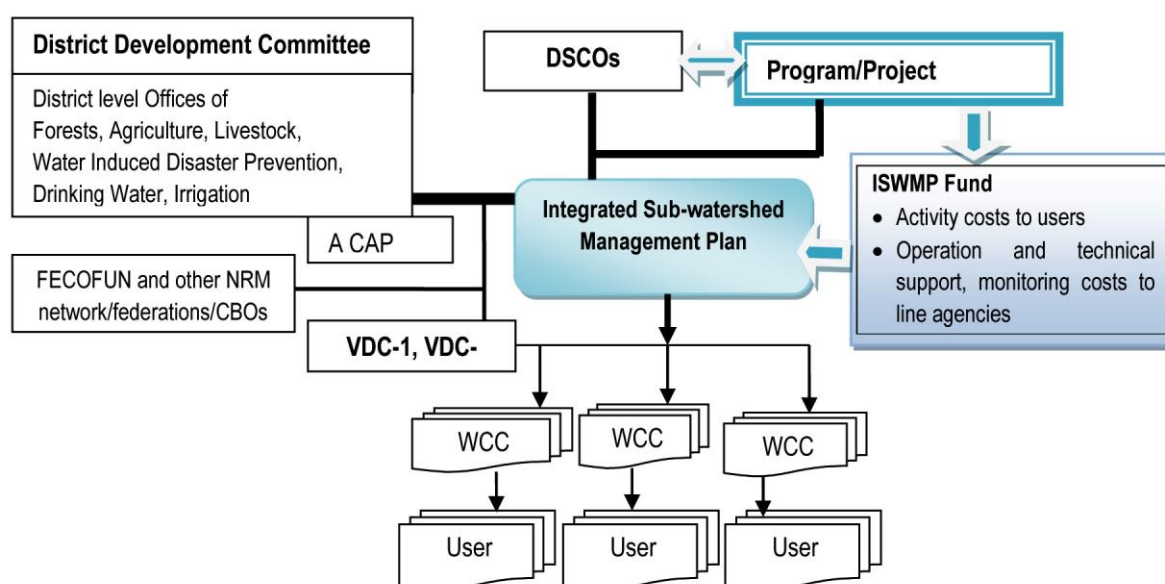 District Development Committee
District level Offices of
Forests, Agriculture, Livestock,
Water Induced Disaster Prevention,
Drinking Water, Irrigation
A CAP
FECOFUN and other NRM
network/federations/CBOs
VDC-1, VDC-
DSCOs
Program/Project
Integrated Sub-watershed
Management Plan
ISWMP Fund
• Activity costs to users
• Operation and technical
support, monitoring costs to
line agencies
WCC
WCC
WCC
User
User
User